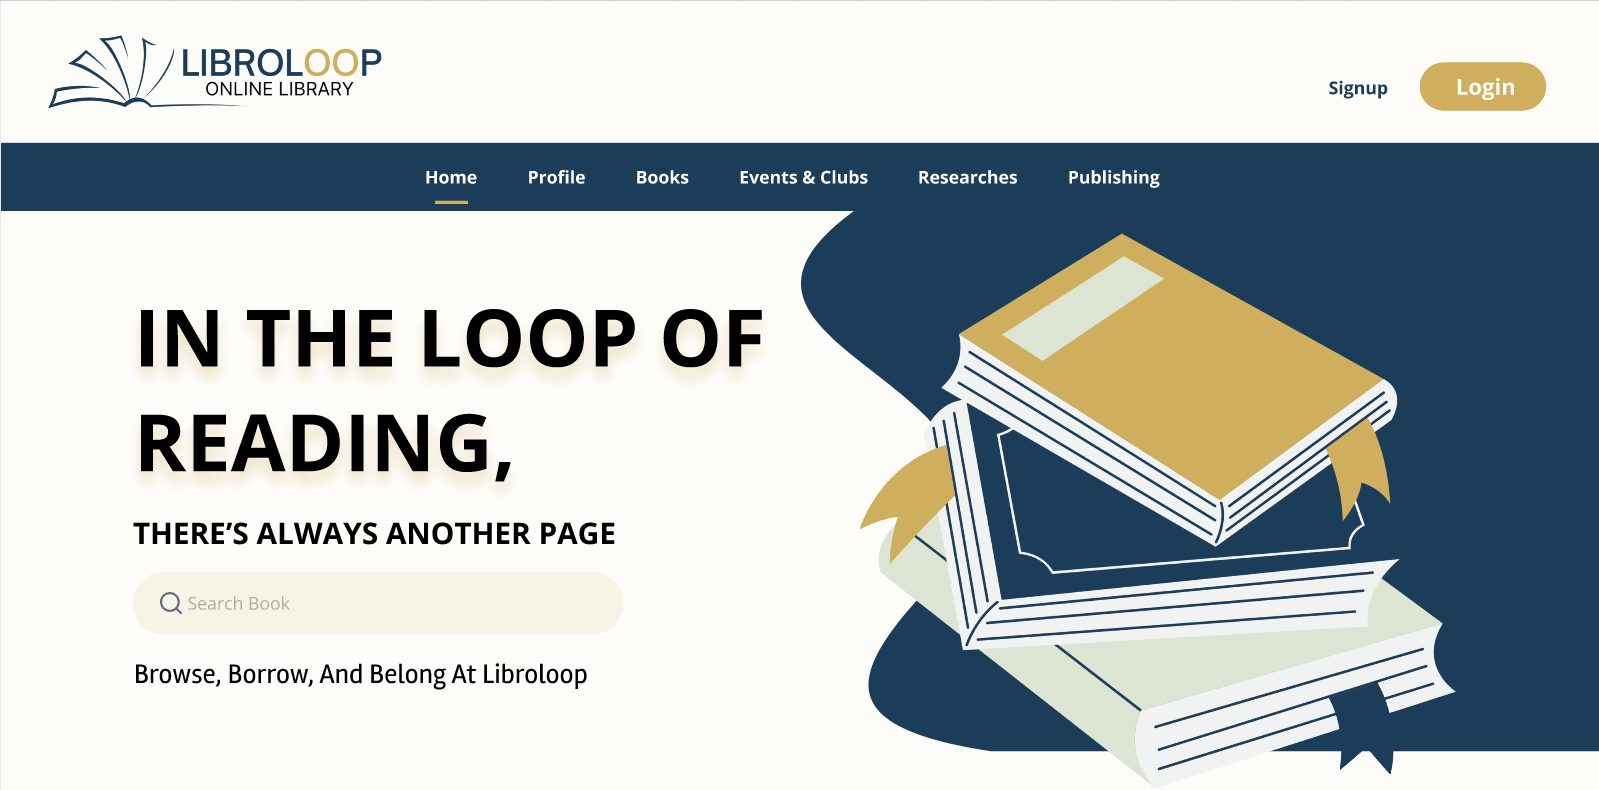 LIBROLOOP
ONLINE LIBRARY
Signup
Login
Home
Profile
Books
Events & Clubs
Researches
Publishing
IN THE LOOP OF
READING,
THERE’S ALWAYS ANOTHER PAGE
Search Book
Browse, Borrow, And Belong At Libroloop